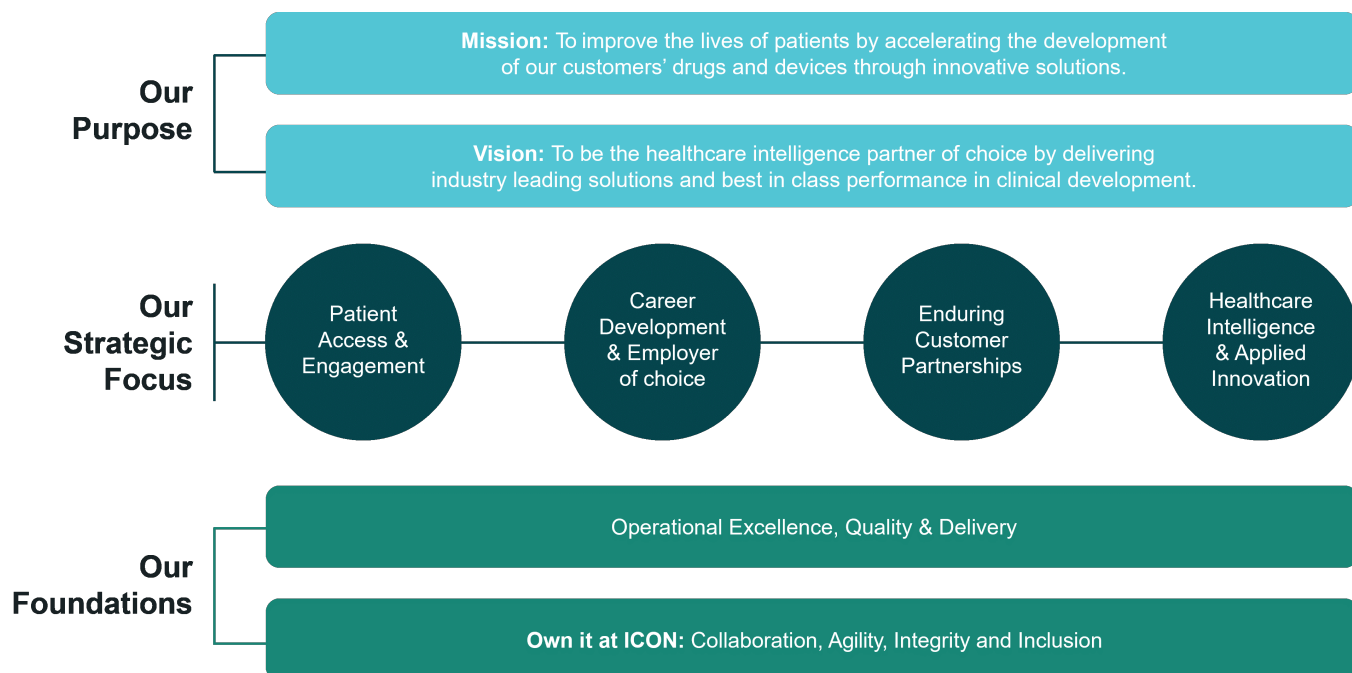 Our
Purpose
Mission: To improve the lives of patients by accelerating the development
of our customers’ drugs and devices through innovative solutions.
Vision: To be the healthcare intelligence partner of choice by delivering
industry leading solutions and best in class performance in clinical development.
Our
Strategic
Focus
Patient
Access &
Engagement
Career
Development
& Employer
of choice
Enduring
Customer
Partnerships
Healthcare
Intelligence
& Applied
Innovation
Our
Foundations
Operational Excellence, Quality & Delivery
Own it at ICON: Collaboration, Agility, Integrity and Inclusion